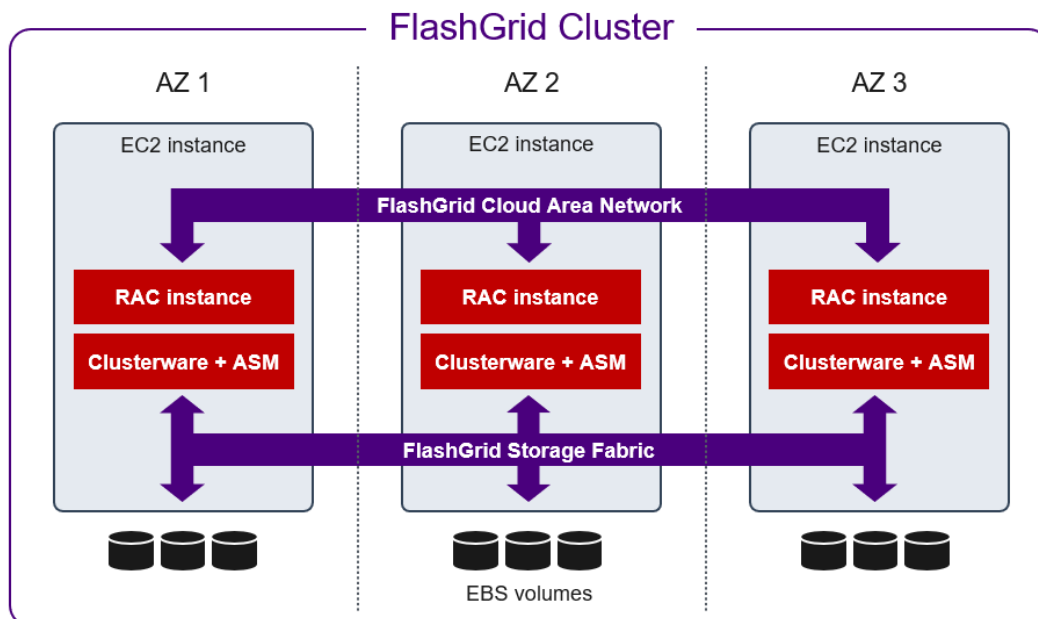 FlashGrid Cluster
AZ 1
AZ 2
AZ 3
EC2 instance
EC2 instance
EC2 instance
FlashGrid Cloud Area Network
RAC instance
RAC instance
RAC instance
Clusterware + ASM
Clusterware + ASM
Clusterware + ASM
FlashGrid Storage Fabric
EBS volumes